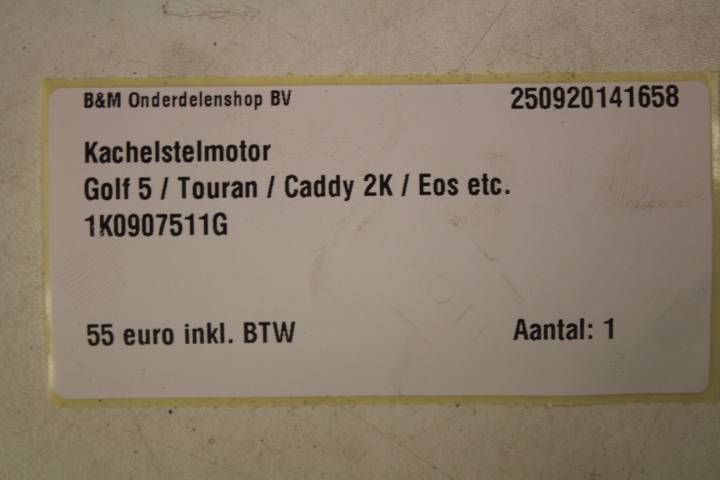 B&M Onderdelenshop BV 250920141658
Kachelstelmotor
Golf 5 / Touran / Caddy 2K / Eos etc.
1K0907511G
55 euro inkl. BTW Aantal: 1